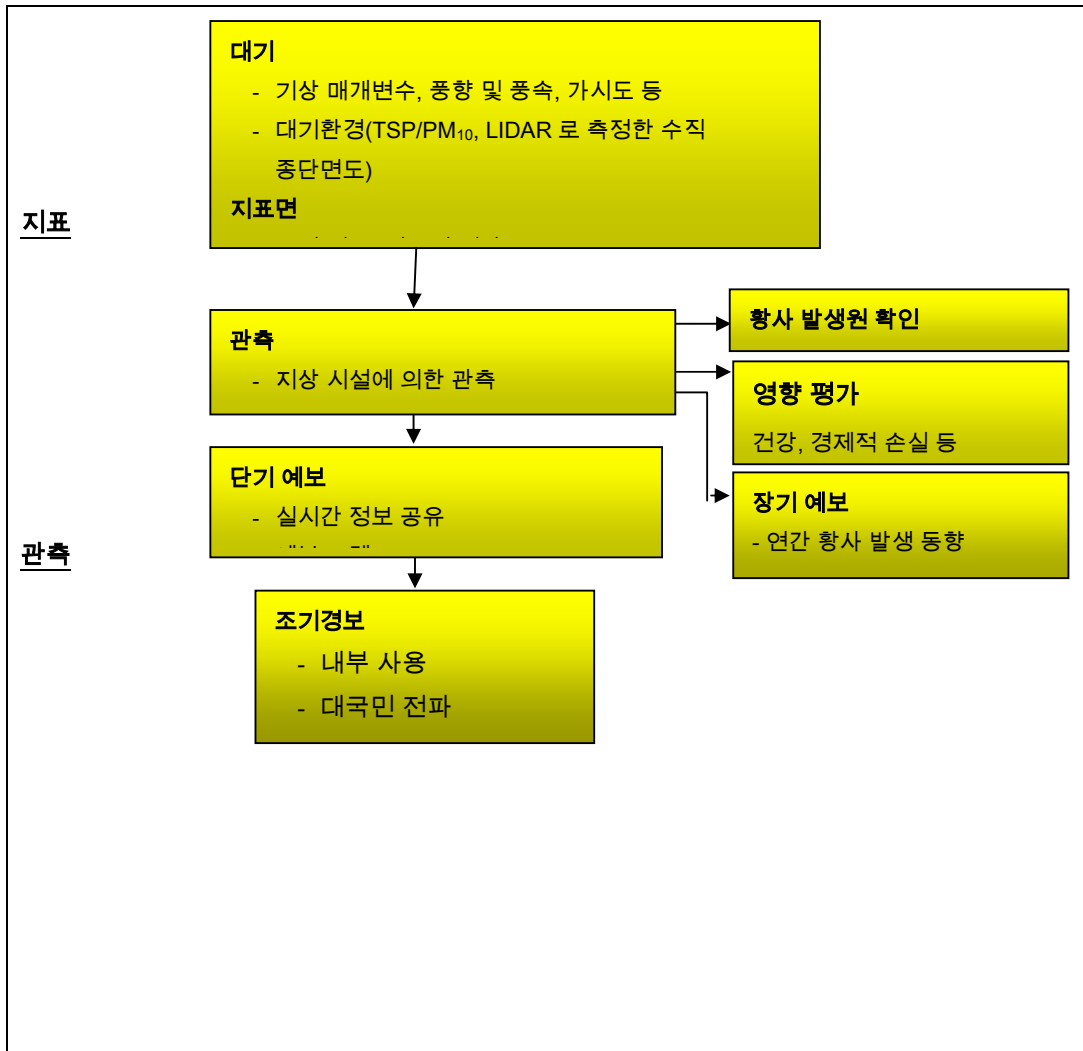 대기
- 기상 매개변수, 풍향 및 풍속, 가시도 등
- 대기환경(TSP/PM₁₀, LIDAR 로 측정한 수직
종단면도)
지표면
지표
관측
- 지상 시설에 의한 관측
황사 발생원 확인
영향 평가
건강, 경제적 손실 등
장기 예보
- 연간 황사 발생 동향
단기 예보
- 실시간 정보 공유
관측
조기경보
- 내부 사용
- 대국민 전파